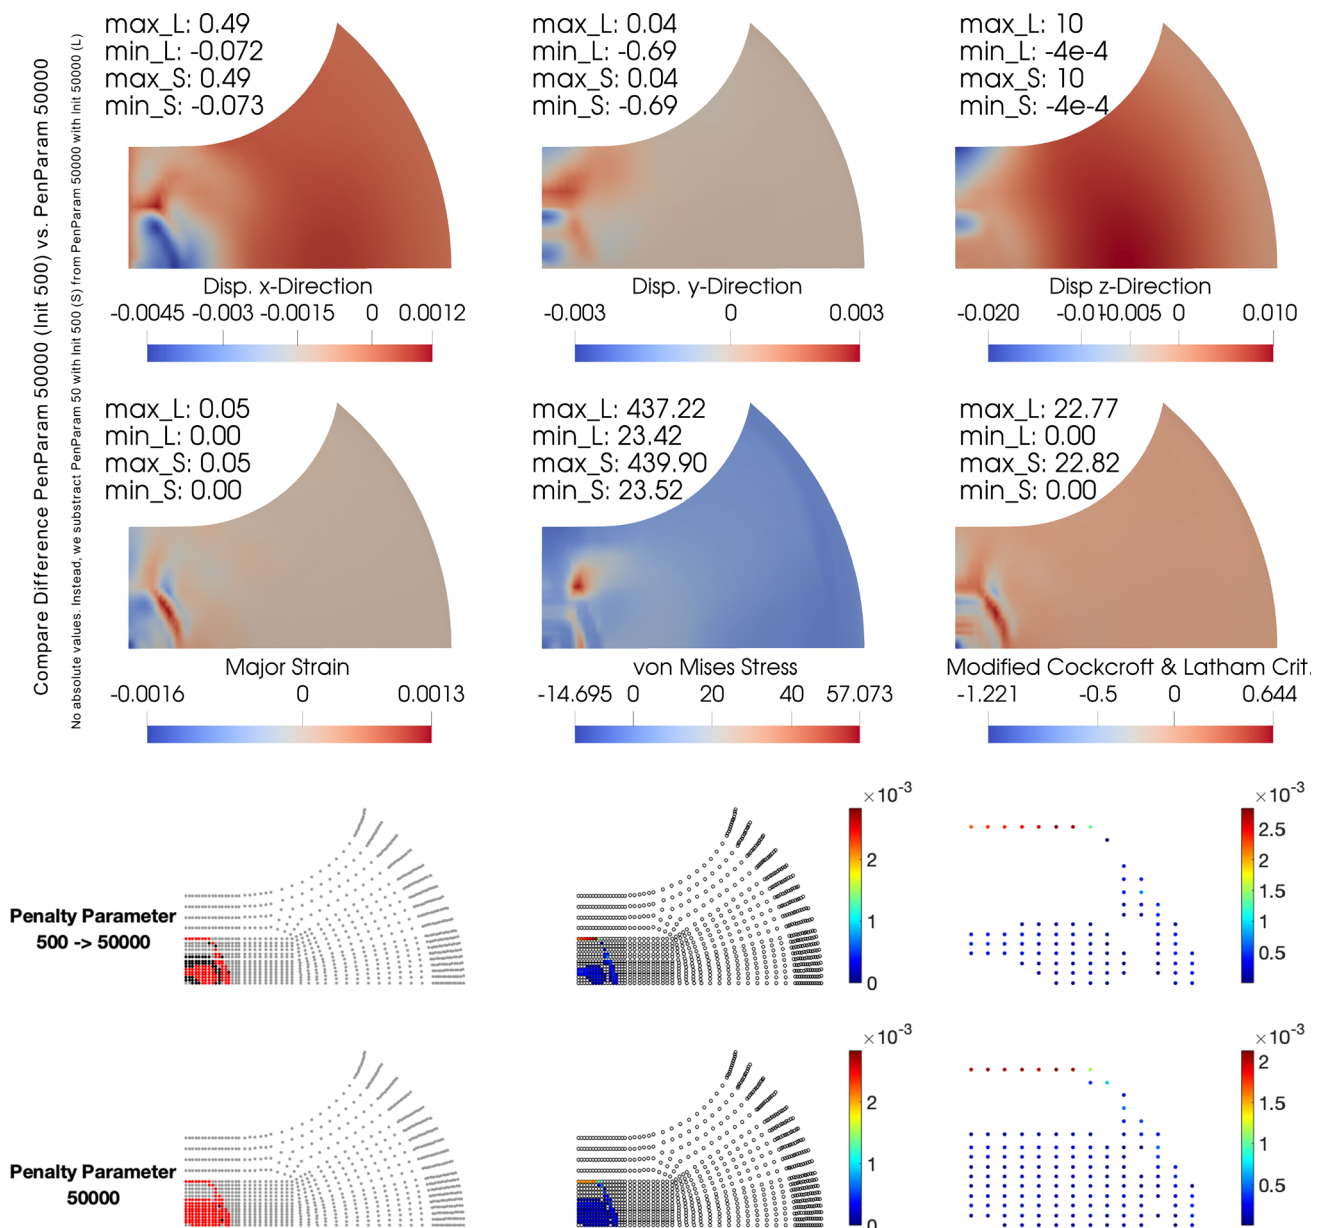 Compare Difference PenParam 50000 (Init 500) vs. PenParam 50000
No absolute values. Instead, we substract PenParam 50 with Init 500 (S) from PenParam 50000 with Init 50000 (L)
max_L: 0.49
min_L: -0.072
max_S: 0.49
min_S: -0.073
Disp. x-Direction
-0.0045 -0.003 -0.0015 0 0.0012
max_L: 0.04
min_L: -0.69
max_S: 0.04
min_S: -0.69
Disp. y-Direction
-0.003 0 0.003
max_L: 10
min_L: -4e-4
max_S: 10
min_S: -4e-4
Disp z-Direction
-0.020 -0.01 -0.005 0 0.010
max_L: 0.05
min_L: 0.00
max_S: 0.05
min_S: 0.00
Major Strain
-0.0016 0 0.0013
max_L: 437.22
min_L: 23.42
max_S: 439.90
min_S: 23.52
von Mises Stress
-14.695 0 20 40 57.073
max_L: 22.77
min_L: 0.00
max_S: 22.82
min_S: 0.00
Modified Cockcroft & Latham Crit.
-1.221 -0.5 0 0.644
Penalty Parameter
500 -> 50000
×10-3
2
1
0
×10-3
2.5
2
1.5
1
0.5
Penalty Parameter
50000
×10-3
2
1
0
×10-3
2
1.5
1
0.5